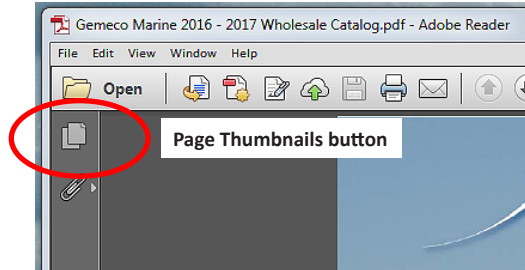 Gemeco Marine 2016 - 2017 Wholesale Catalog.pdf - Adobe Reader
File Edit View Window Help
Open
Page Thumbnails button